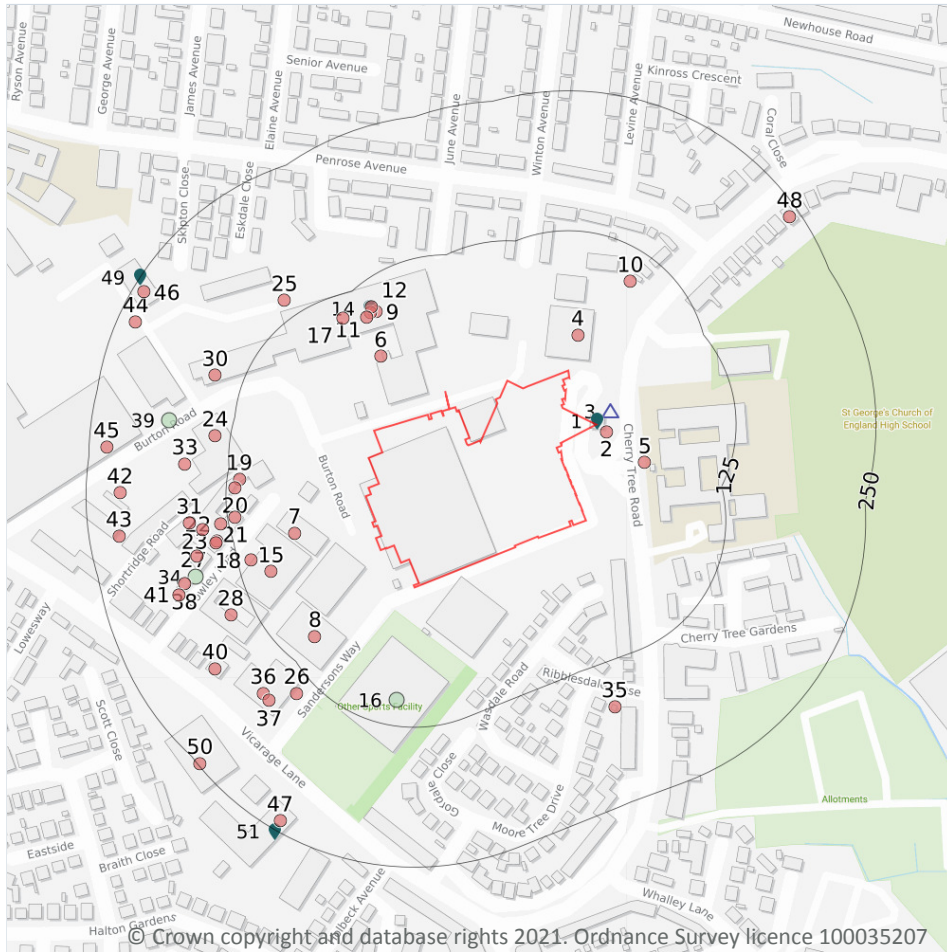 Newhouse Road
Ryson Avenue
George Avenue
James Avenue
Elaine Avenue
Senior Avenue
June Avenue
Winton Avenue
Levine Avenue
Kinross Crescent
Coral Close
Penrose Avenue
Skipton Close
Eskdale Close
48
49
46
44
25
10
12
14
9
11
17
4
6
30
39
Burton Road
24
45
33
3
1
2
St George's Church of
England High School
5
Cherry Tree Road
125
250
42
19
Burton Road
43
31
20
7
23
21
18
15
Shortridge Road
27
34
41
38
28
8
Lowesway
Cherry Tree Gardens
40
36
26
37
Sandersons Way
16
Other Sports Facility
Wasdale Road
35
Scott Close
50
Vicarage Lane
Gordale Close
Moore Tree Drive
47
51
Allotments
Eastside
Braith Close
Whalley Lane
Halton Gardens
© Crown copyright and database rights 2021. Ordnance Survey licence 100035207